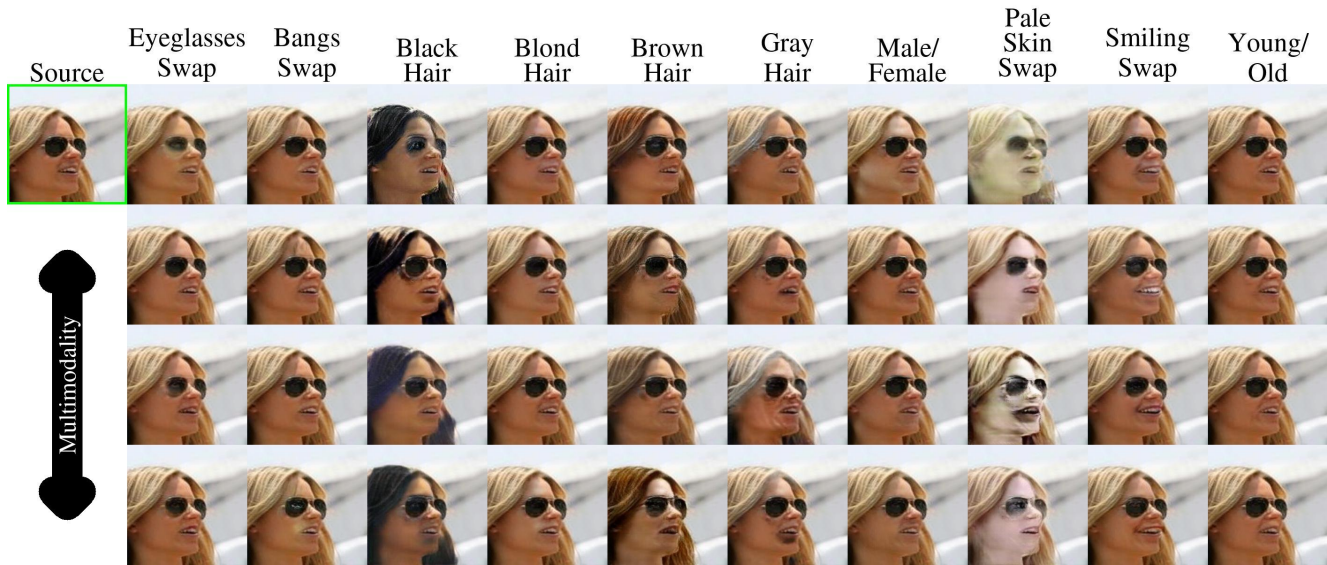 Source
Eyeglasses
Swap
Bangs
Swap
Black
Hair
Blond
Hair
Brown
Hair
Gray
Hair
Male/
Female
Pale
Skin
Swap
Smiling
Swap
Young/
Old
Multimodality